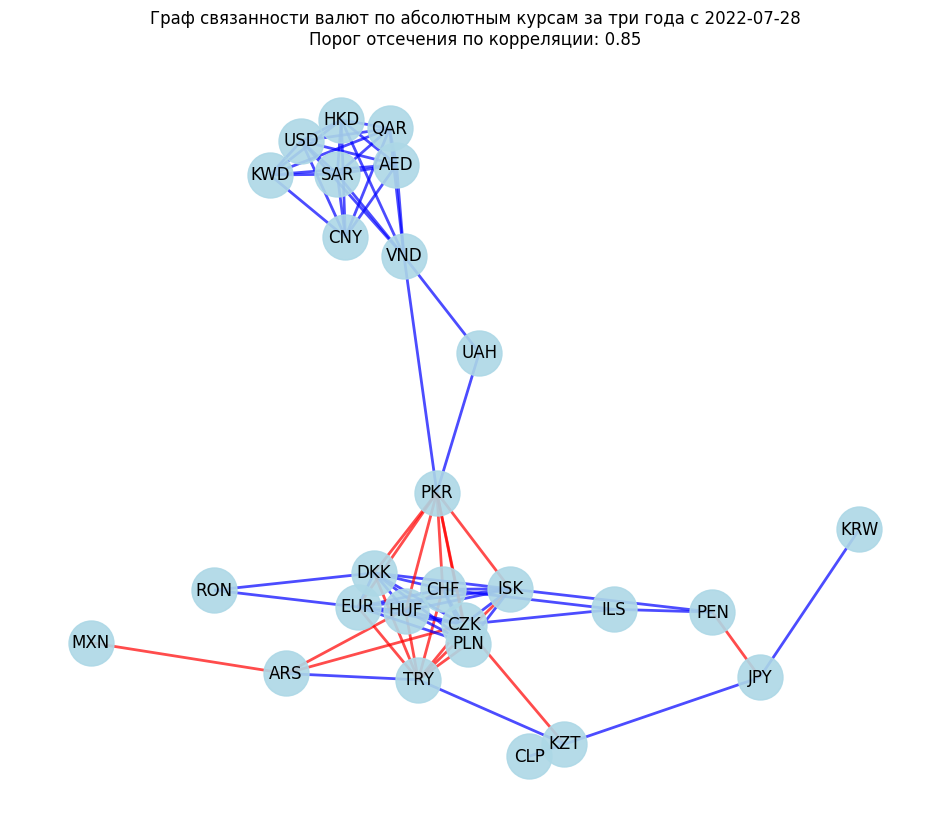 Граф связанности валют по абсолютным курсам за три года с 2022-07-28
Порог отсечения по корреляции: 0.85
HKD
QAR
USD
AED
KWD
SAR
CNY
VND
UAH
PKR
KRW
DKK
CHF
ISK
RON
EUR
HUF
ILS
PEN
CZK
PLN
MXN
ARS
TRY
JPY
KZT
CLP